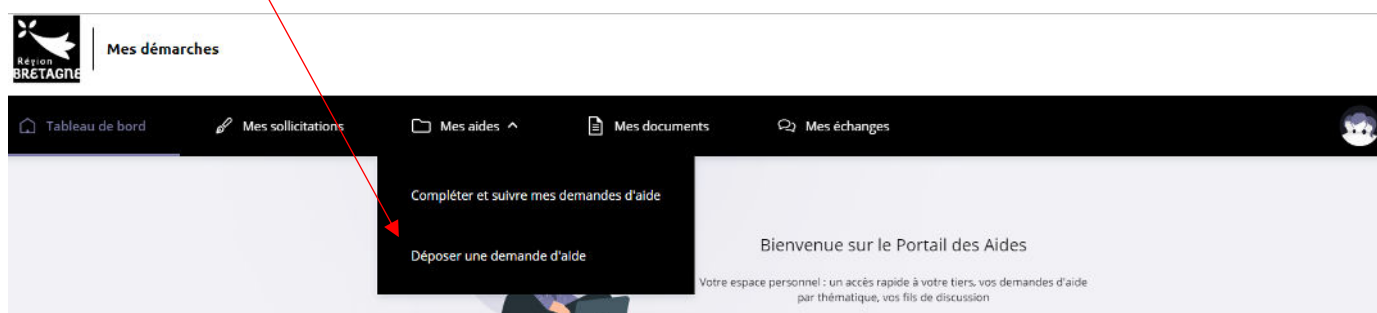 Région
BRETAGNE
Mes démarches
Tableau de bord
Mes sollicitations
Mes aides
Mes documents
Mes échanges
Compléter et suivre mes demandes d'aide
Déposer une demande d'aide
Bienvenue sur le Portail des Aides
Votre espace personnel : un accès rapide à votre tiers, vos demandes d'aide
par thématique, vos fils de discussion